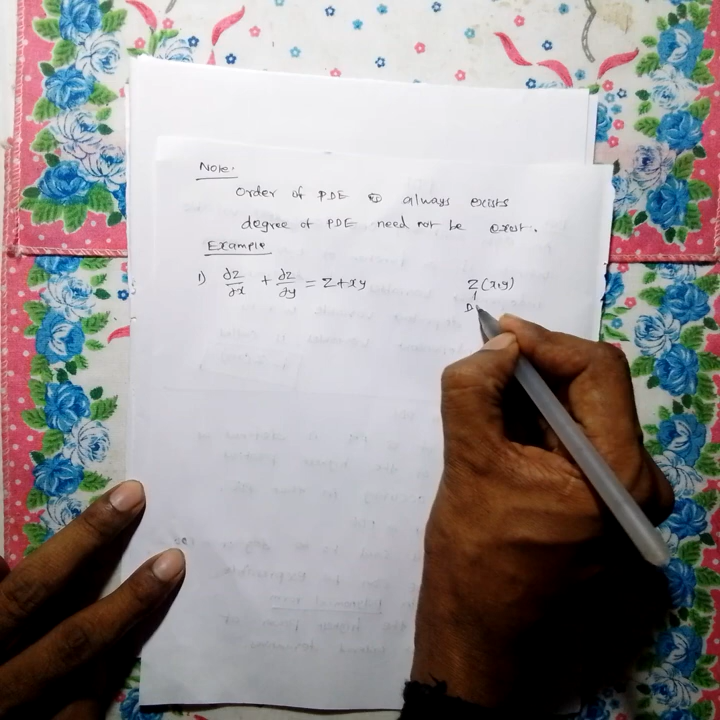 Note.
Order of PDE always exists
degree of PDE need not be exist.
Example
1) ∂z/∂x + ∂z/∂y = z+xy
z(x,y)
D